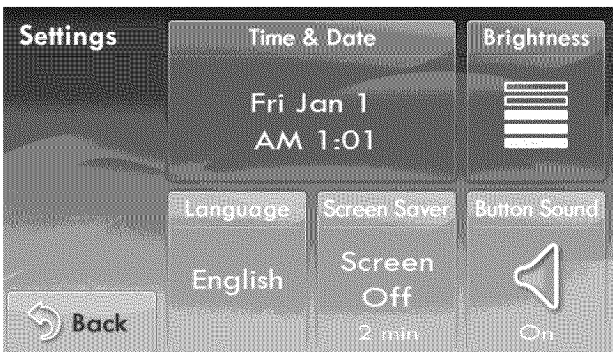 Settings
Time & Date
Brightness
Fri Jan 1
AM 1:01
Language
Screen Saver
Button Sound
English
Screen
Off
2 min
On
Back